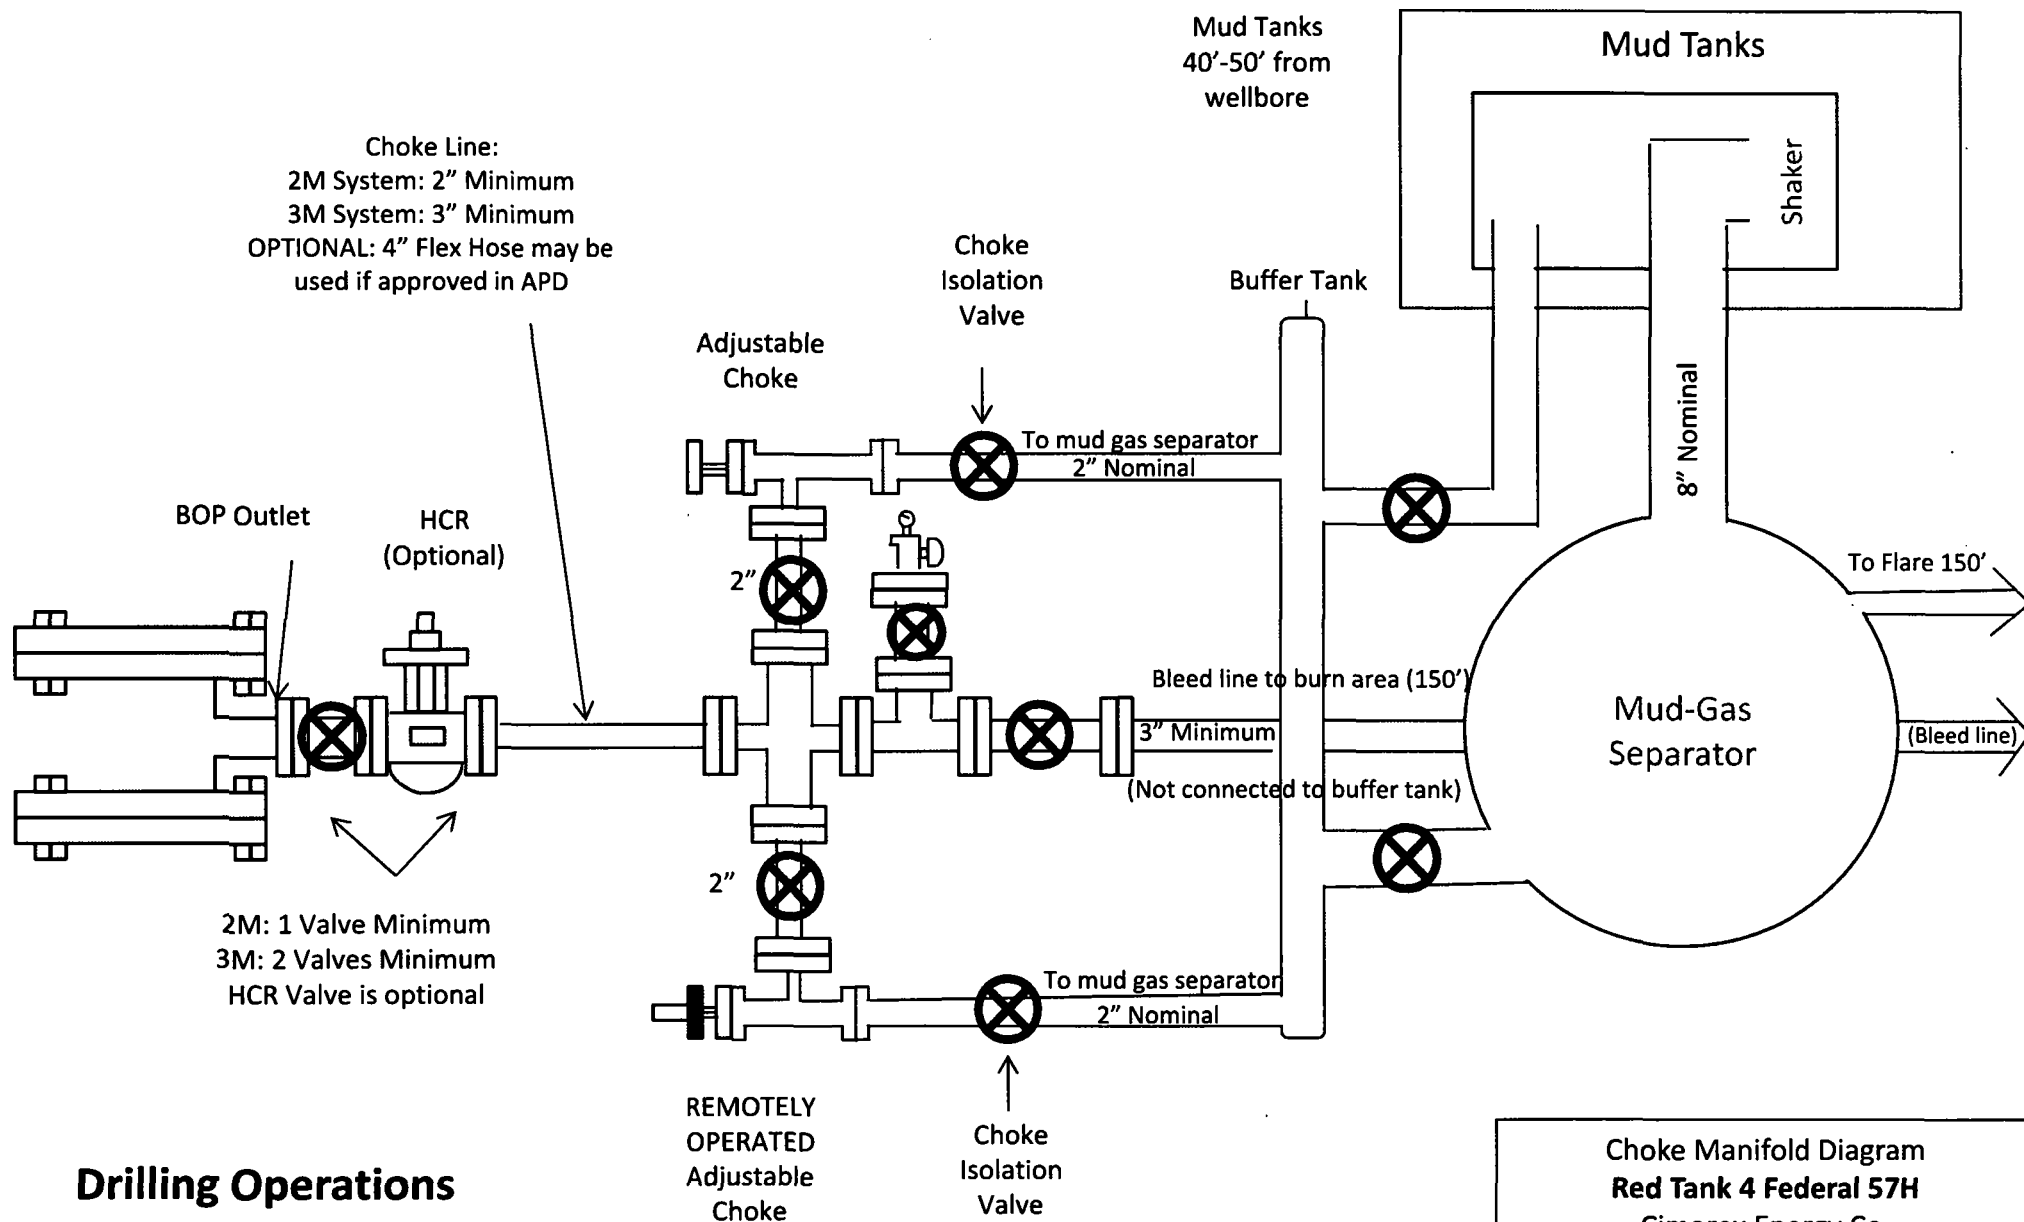 Mud Tanks
40'-50' from
wellbore
Mud Tanks
Shaker
Choke Line:
2M System: 2" Minimum
3M System: 3" Minimum
OPTIONAL: 4" Flex Hose may be
used if approved in APD
Choke
Isolation
Valve
Buffer Tank
Adjustable
Choke
8" Nominal
To mud gas separator
2" Nominal
BOP Outlet
HCR
(Optional)
2"
To Flare 150'
Bleed line to burn area (150')
3" Minimum
(Not connected to buffer tank)
Mud-Gas
Separator
(Bleed line)
2"
2M: 1 Valve Minimum
3M: 2 Valves Minimum
HCR Valve is optional
To mud gas separator
2" Nominal
REMOTELY
OPERATED
Adjustable
Choke
Choke
Isolation
Valve
Drilling Operations
Choke Manifold Diagram
Red Tank 4 Federal 57H
Cimarex Energy Co